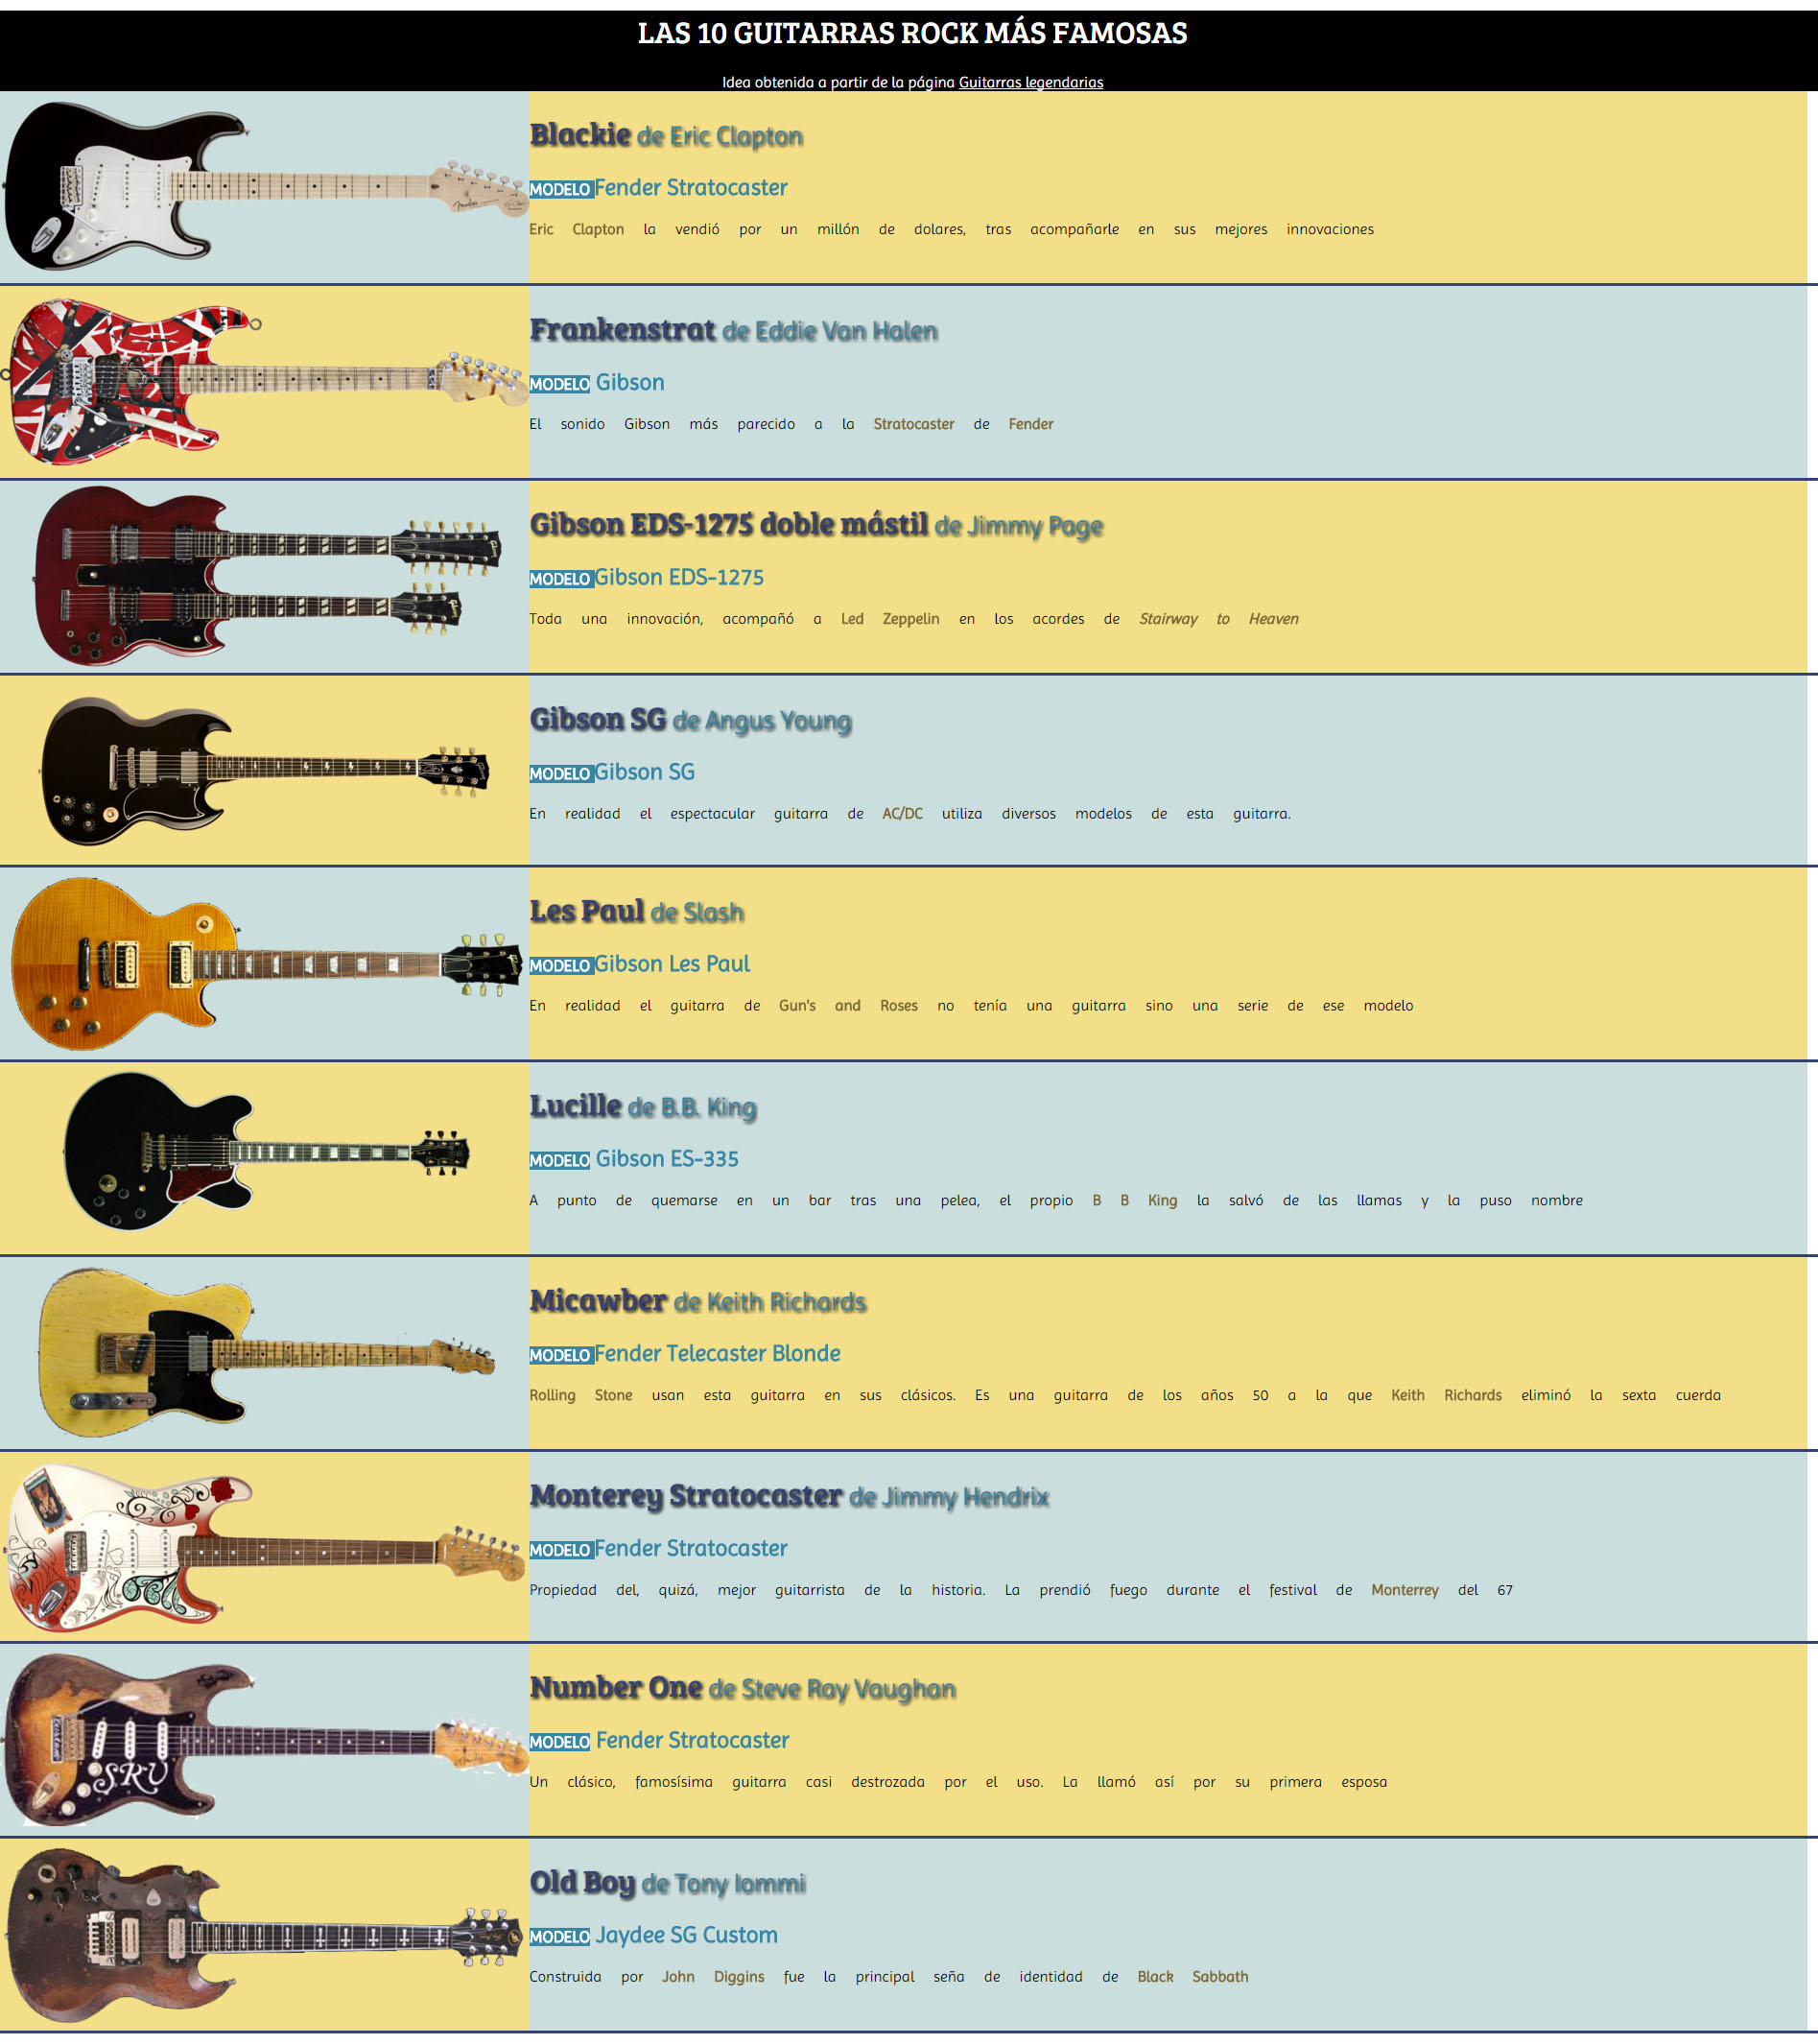 LAS 10 GUITARRAS ROCK MÁS FAMOSAS
Idea obtenida a partir de la página Guitarras legendarias
Blackie de Eric Clapton
MODELO Fender Stratocaster
Eric Clapton la vendió por un millón de dolares, tras acompañarle en sus mejores innovaciones
Frankenstrat de Eddie Van Halen
MODELO Gibson
El sonido Gibson más parecido a la Stratocaster de Fender
Gibson EDS-1275 doble mástil de Jimmy Page
MODELO Gibson EDS-1275
Toda una innovación, acompañó a Led Zeppelin en los acordes de Stairway to Heaven
Gibson SG de Angus Young
MODELO Gibson SG
En realidad el espectacular guitarra de AC/DC utiliza diversos modelos de esta guitarra.
Les Paul de Slash
MODELO Gibson Les Paul
En realidad el guitarra de Gun's and Roses no tenía una guitarra sino una serie de ese modelo
Lucille de B.B. King
MODELO Gibson ES-335
A punto de quemarse en un bar tras una pelea, el propio B B King la salvó de las llamas y la puso nombre
Micawber de Keith Richards
MODELO Fender Telecaster Blonde
Rolling Stone usan esta guitarra en sus clásicos. Es una guitarra de los años 50 a la que Keith Richards eliminó la sexta cuerda
Monterey Stratocaster de Jimmy Hendrix
MODELO Fender Stratocaster
Propiedad del, quizá, mejor guitarrista de la historia. La prendió fuego durante el festival de Monterrey del 67
Number One de Steve Ray Vaughan
MODELO Fender Stratocaster
SRV
Un clásico, famosísima guitarra casi destrozada por el uso. La llamó así por su primera esposa
Old Boy de Tony Iommi
MODELO Jaydee SG Custom
Construida por John Diggins fue la principal seña de identidad de Black Sabbath